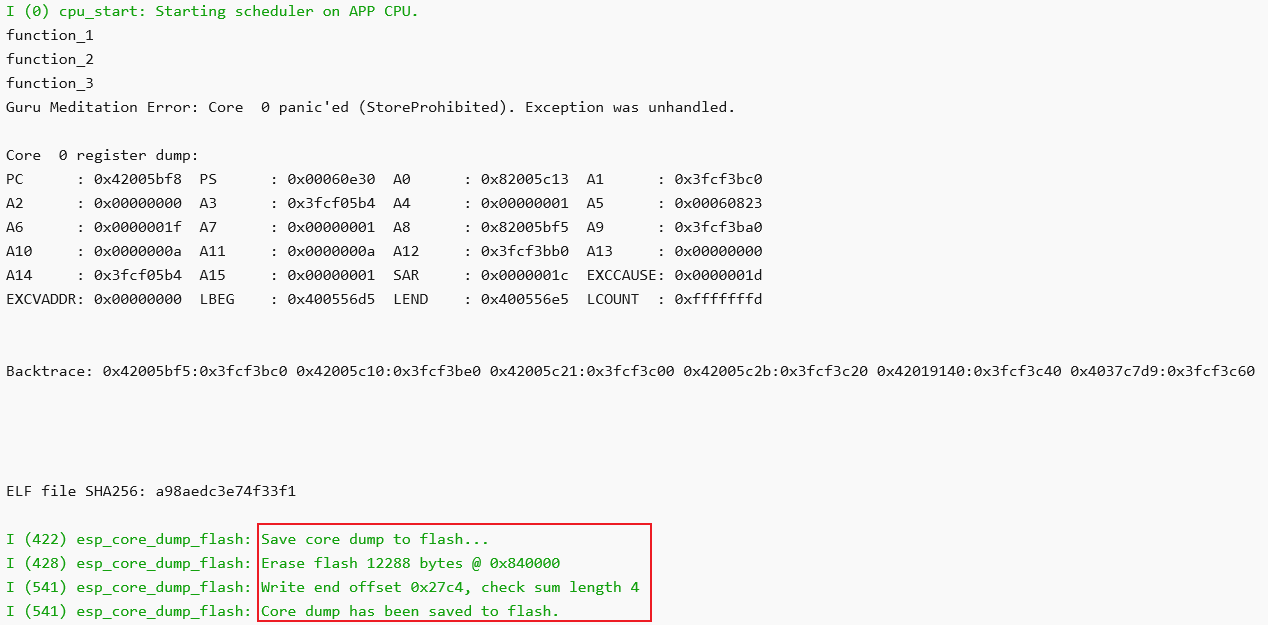 I (0) cpu_start: Starting scheduler on APP CPU.
function_1
function_2
function_3
Guru Meditation Error: Core  0 panic'ed (StoreProhibited). Exception was unhandled.
Core  0 register dump:
PC      : 0x42005bf8  PS      : 0x00060e30  A0      : 0x82005c13  A1      : 0x3fcf3bc0
A2      : 0x00000000  A3      : 0x3fcf05b4  A4      : 0x00000001  A5      : 0x00060823
A6      : 0x0000001f  A7      : 0x00000001  A8      : 0x82005bf5  A9      : 0x3fcf3ba0
A10     : 0x0000000a  A11     : 0x0000000a  A12     : 0x3fcf3bb0  A13     : 0x00000000
A14     : 0x3fcf05b4  A15     : 0x00000001  SAR     : 0x0000001c  EXCCAUSE: 0x0000001d
EXCVADDR: 0x00000000  LBEG    : 0x400556d5  LEND    : 0x400556e5  LCOUNT  : 0xfffffffd
Backtrace: 0x42005bf5:0x3fcf3bc0 0x42005c10:0x3fcf3be0 0x42005c21:0x3fcf3c00 0x42005c2b:0x3fcf3c20 0x42019140:0x3fcf3c40 0x4037c7d9:0x3fcf3c60
ELF file SHA256: a98aedc3e74f33f1
I (422) esp_core_dump_flash: Save core dump to flash...
I (428) esp_core_dump_flash: Erase flash 12288 bytes @ 0x840000
I (541) esp_core_dump_flash: Write end offset 0x27c4, check sum length 4
I (541) esp_core_dump_flash: Core dump has been saved to flash.